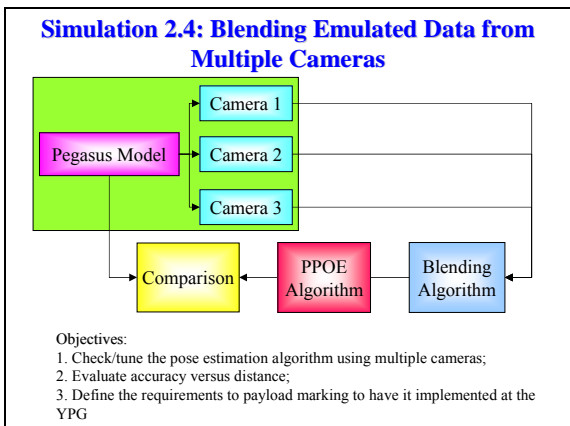 Simulation 2.4: Blending Emulated Data from
Multiple Cameras
Camera 1
Pegasus Model
Camera 2
Camera 3
Comparison
PPOE
Algorithm
Blending
Algorithm
Objectives:
1. Check/tune the pose estimation algorithm using multiple cameras;
2. Evaluate accuracy versus distance;
3. Define the requirements to payload marking to have it implemented at the
YPG